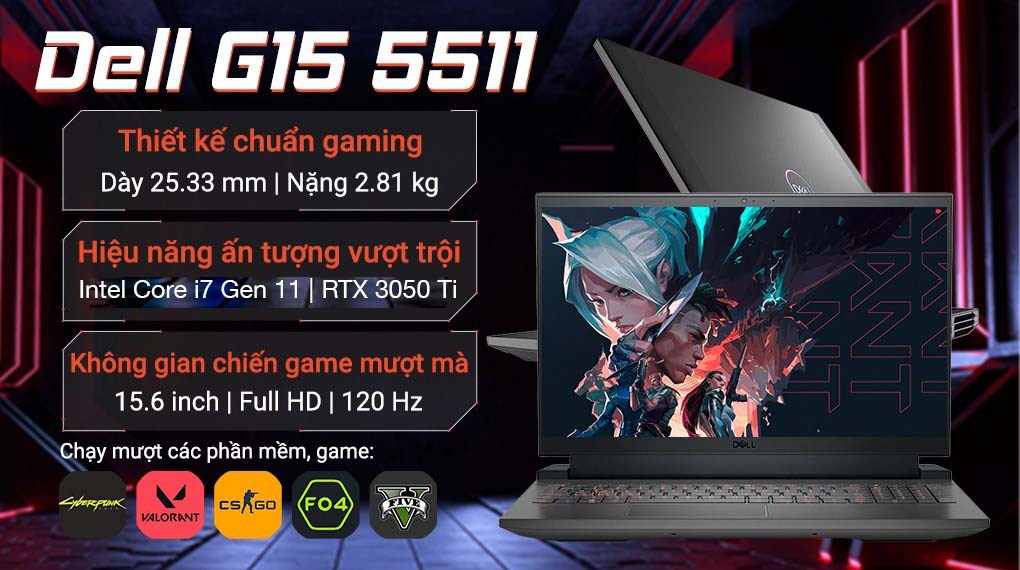 Dell G15 5511
Thiết kế chuẩn gaming
Dày 25.33 mm | Nặng 2.81 kg
Hiệu năng ấn tượng vượt trội
Intel Core i7 Gen 11 | RTX 3050 Ti
Không gian chiến game mượt mà
15.6 inch | Full HD | 120 Hz
Chạy mượt các phần mềm, game:
Cyberpunk
VALORANT
CS GO
FO4
FIVE
V
DELL
DELL